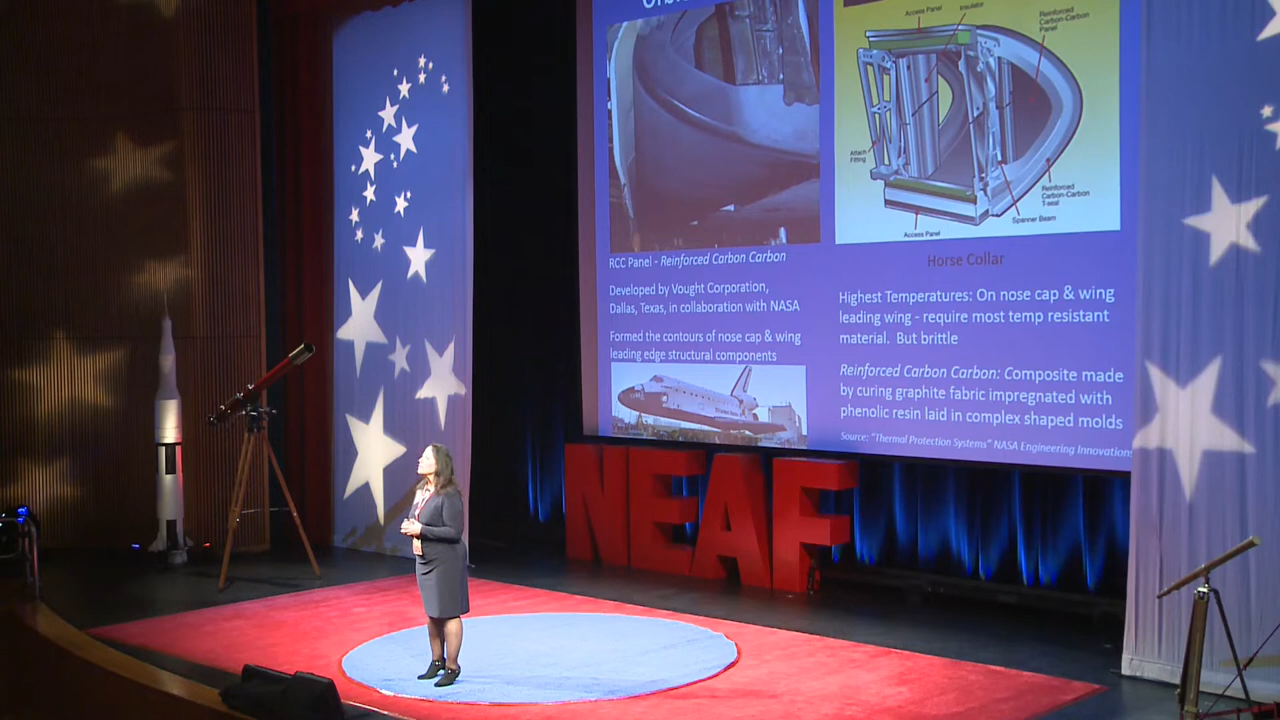 Access Panel
Insulator
Reinforced
Carbon-Carbon
Panel
Attach
Fitting
Reinforced
Carbon-Carbon
T-seal
Spanner Beam
Access Panel
RCC Panel - Reinforced Carbon Carbon
Developed by Vought Corporation,
Dallas, Texas, in collaboration with NASA
Formed the contours of nose cap & wing
leading edge structural components
Horse Collar
Highest Temperatures: On nose cap & wing
leading wing - require most temp resistant
material. But brittle
Reinforced Carbon Carbon: Composite made
by curing graphite fabric impregnated with
phenolic resin laid in complex shaped molds
Source: "Thermal Protection Systems" NASA Engineering Innovations
NEAF